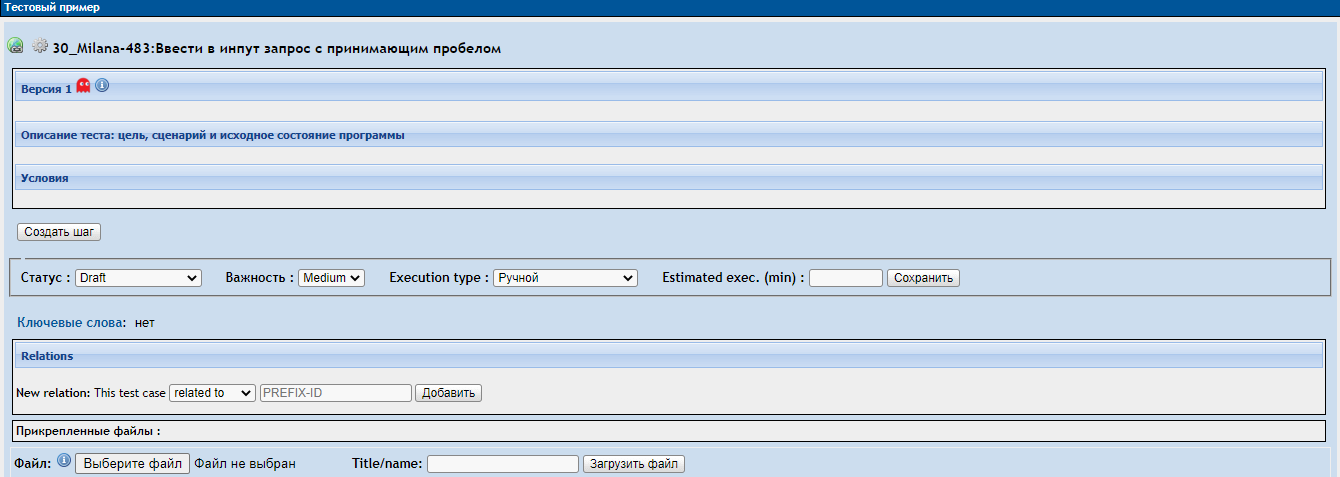 Тестовый пример
30_Milana-483:Ввести в инпут запрос с принимающим пробелом
Версия 1
Описание теста: цель, сценарий и исходное состояние программы
Условия
Создать шаг
Статус : Draft Важность : Medium Execution type : Ручной Estimated exec. (min) : Сохранить
Ключевые слова: нет
Relations
New relation: This test case related to PREFIX-ID Добавить
Прикрепленные файлы :
Файл: Выберите файл Файл не выбран Title/name: Загрузить файл